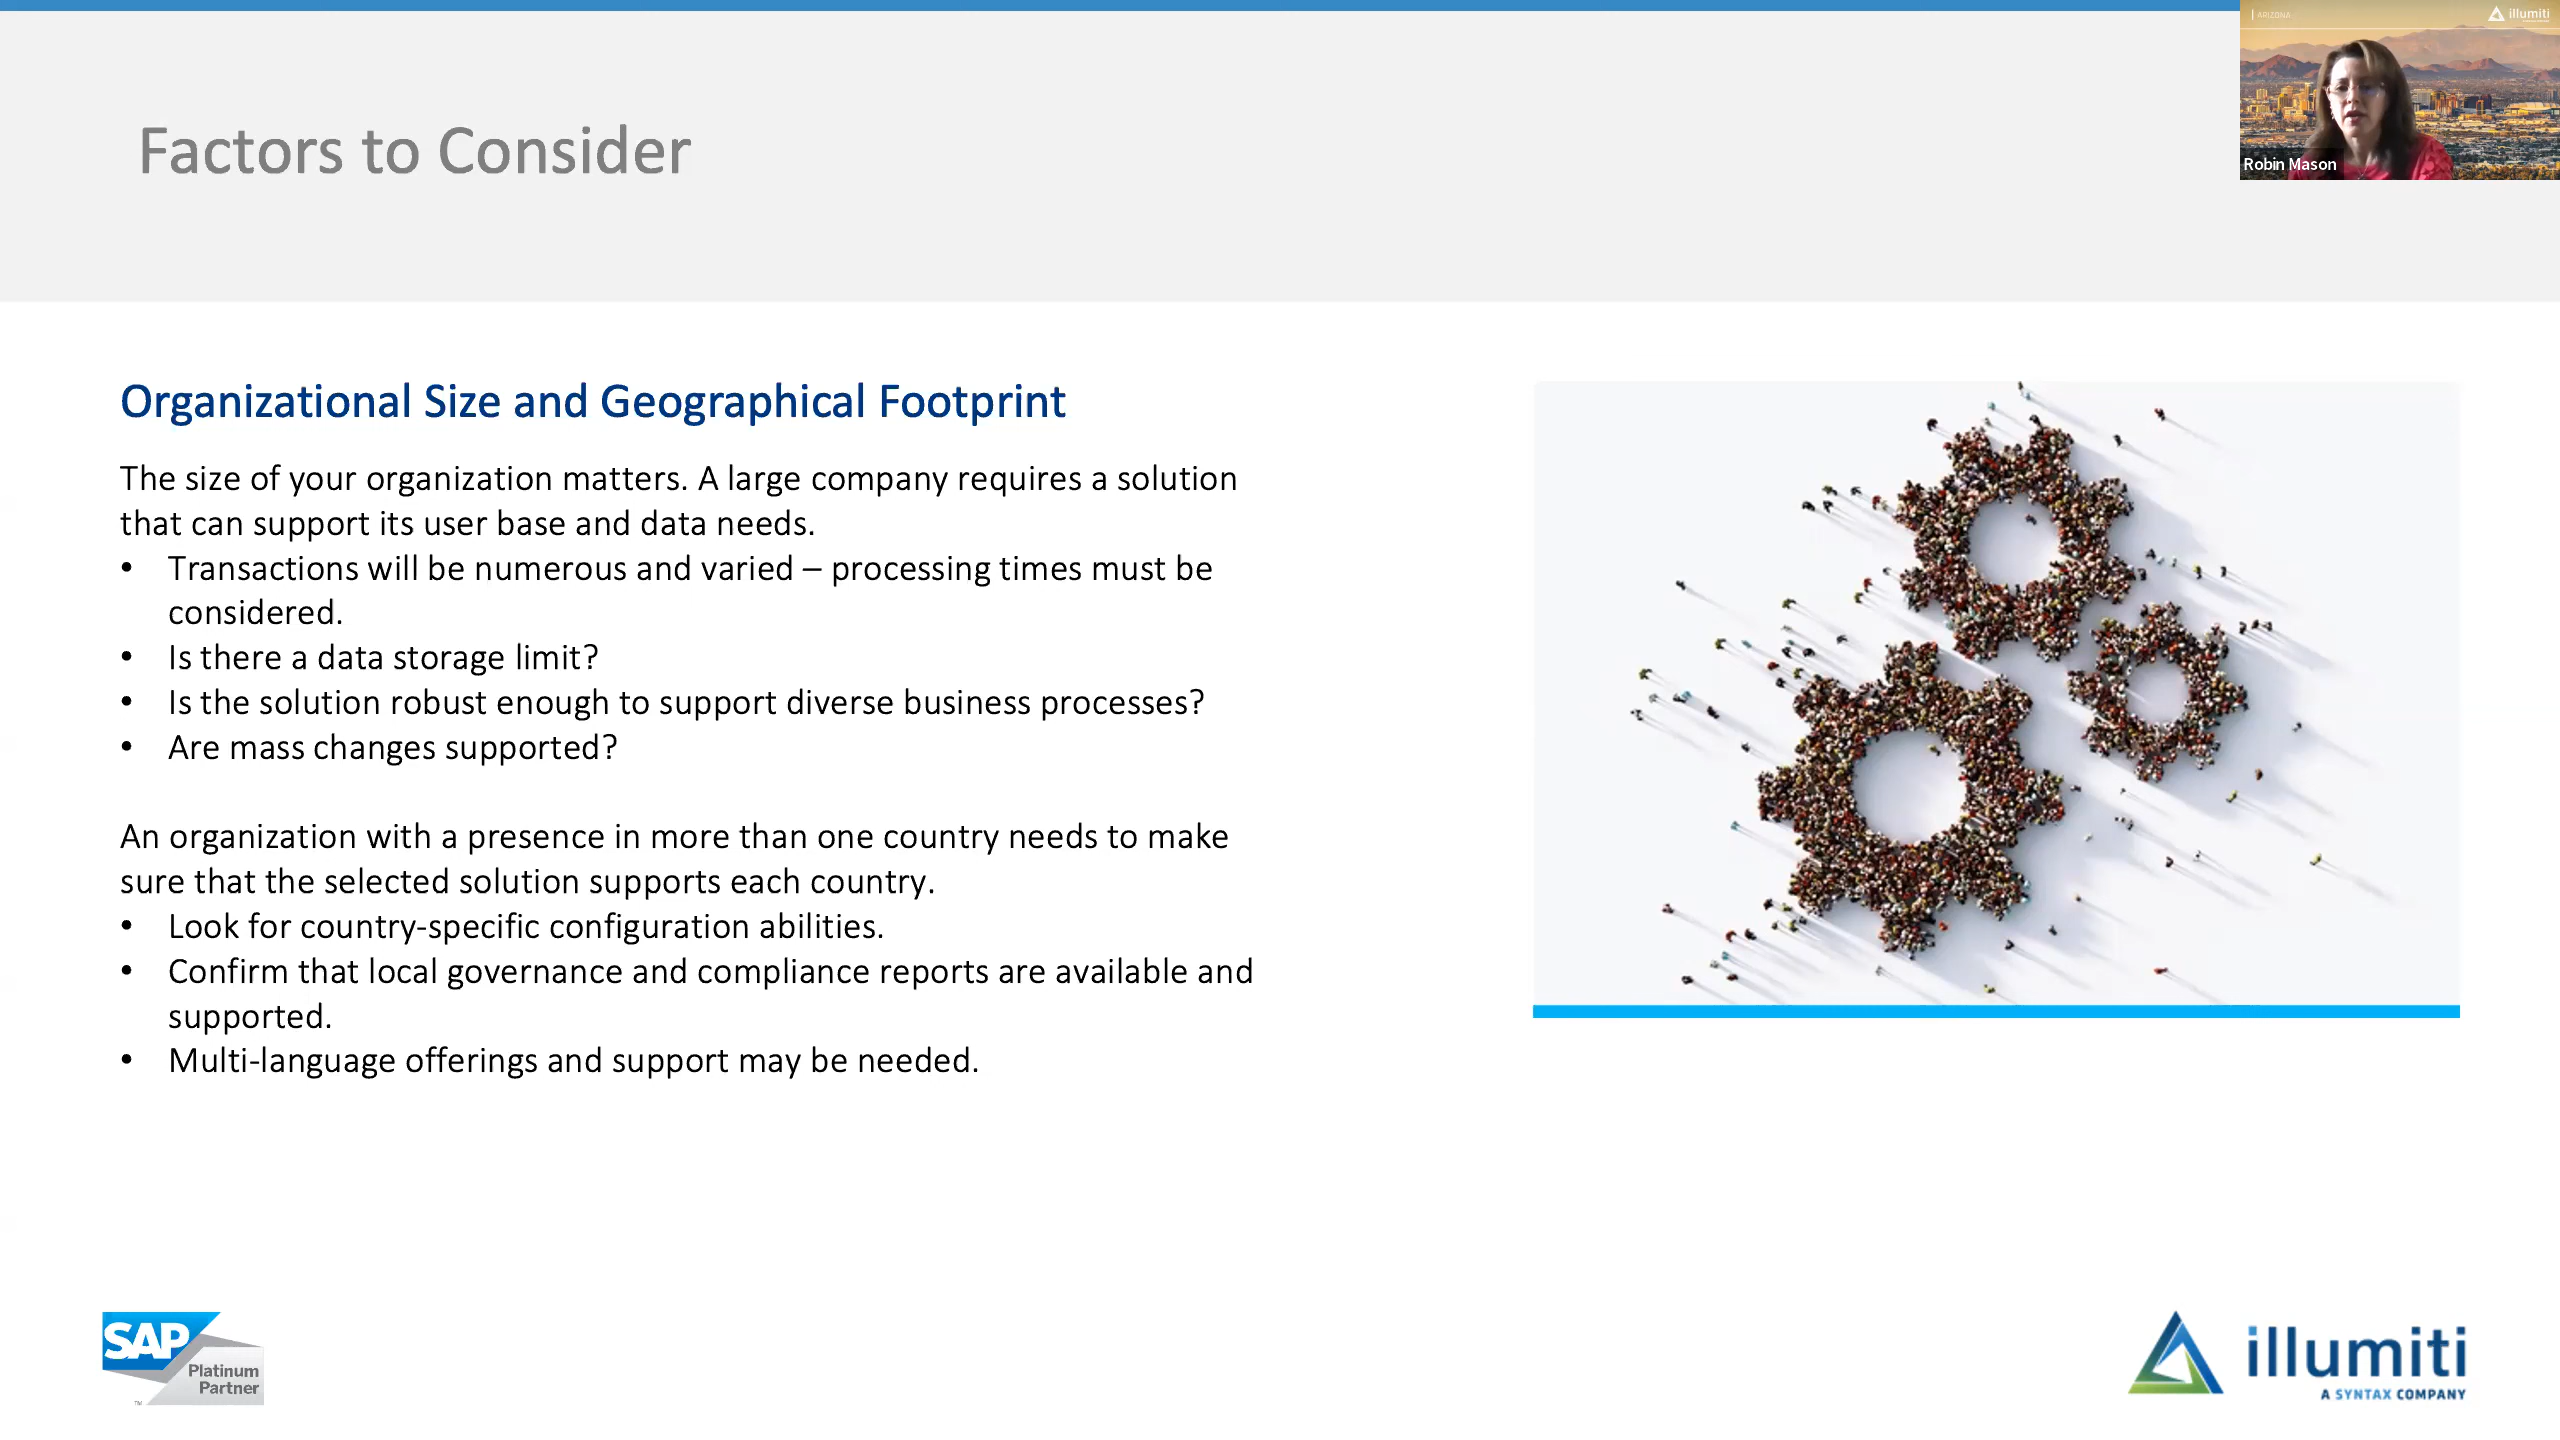 | ARIZONA
illumiti
Robin Mason
Factors to Consider
Organizational Size and Geographical Footprint
The size of your organization matters. A large company requires a solution
that can support its user base and data needs.
• Transactions will be numerous and varied – processing times must be
considered.
• Is there a data storage limit?
• Is the solution robust enough to support diverse business processes?
• Are mass changes supported?
An organization with a presence in more than one country needs to make
sure that the selected solution supports each country.
• Look for country-specific configuration abilities.
• Confirm that local governance and compliance reports are available and
supported.
• Multi-language offerings and support may be needed.
SAP
Platinum
Partner
™
illumiti
A SYNTAX COMPANY